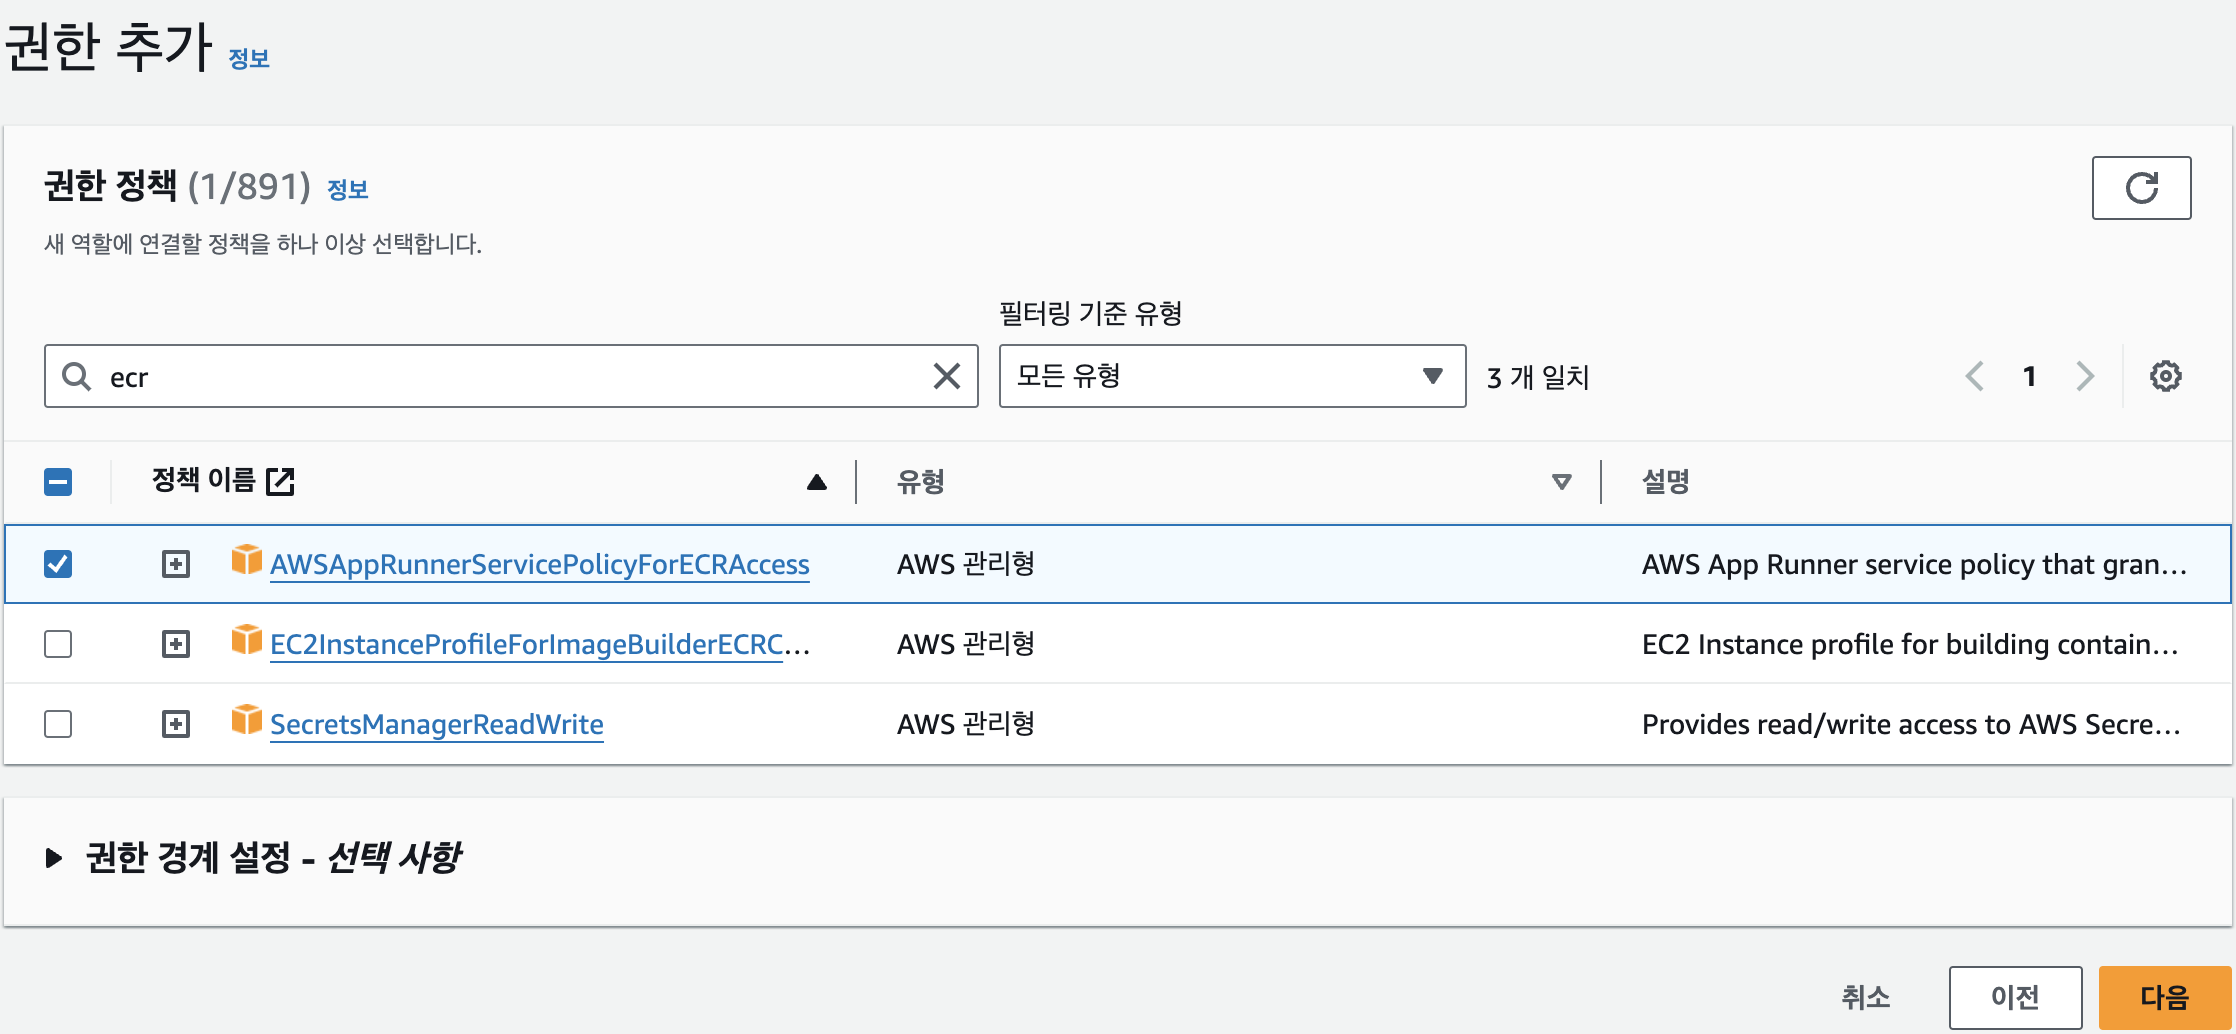 권한 추가 정보
권한 정책 (1/891) 정보
새 역할에 연결할 정책을 하나 이상 선택합니다.
필터링 기준 유형
ecr 모든 유형 3 개 일치 1
정책 이름 유형 설명
AWSAppRunnerServicePolicyForECRAccess AWS 관리형 AWS App Runner service policy that gran...
EC2InstanceProfileForImageBuilderECRC... AWS 관리형 EC2 Instance profile for building contain...
SecretsManagerReadWrite AWS 관리형 Provides read/write access to AWS Secre...
권한 경계 설정 - 선택 사항
취소 이전 다음